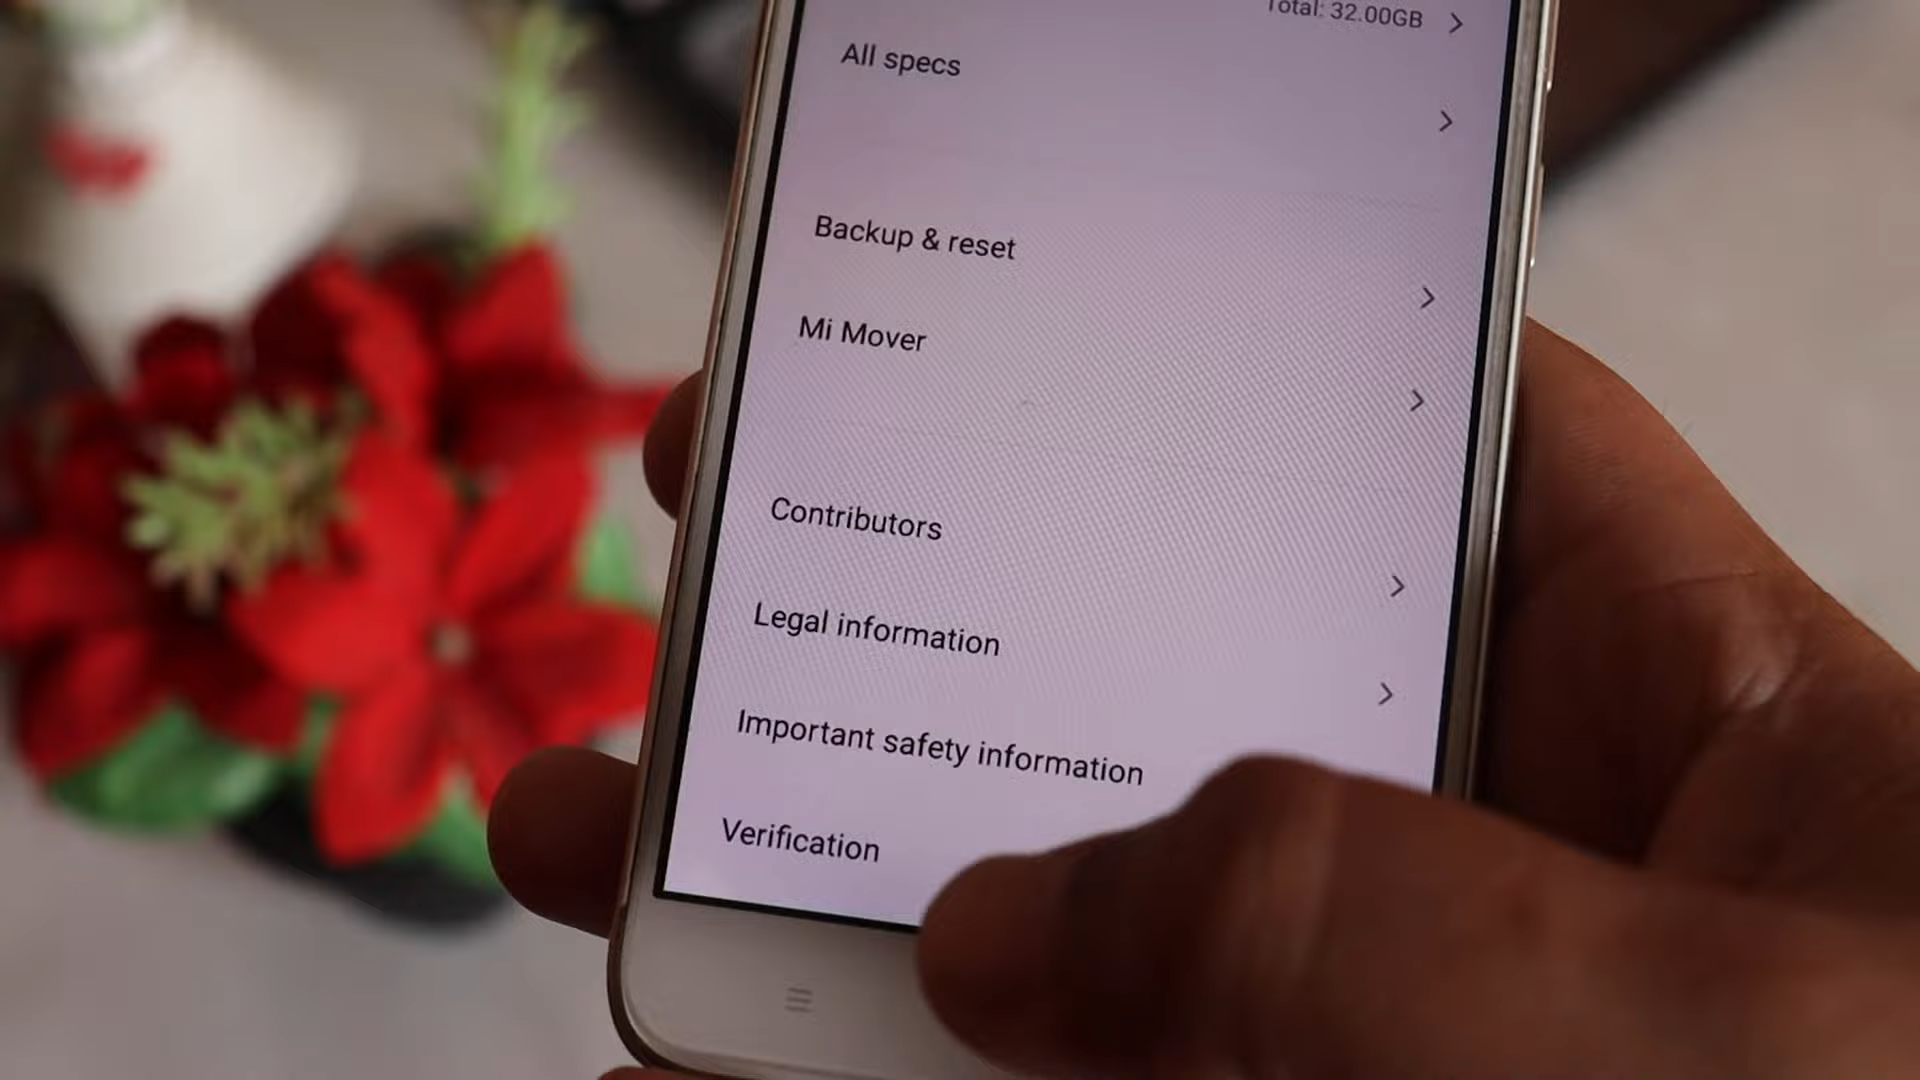 Total: 32.00GB
All specs
Backup & reset
Mi Mover
Contributors
Legal information
Important safety information
Verification